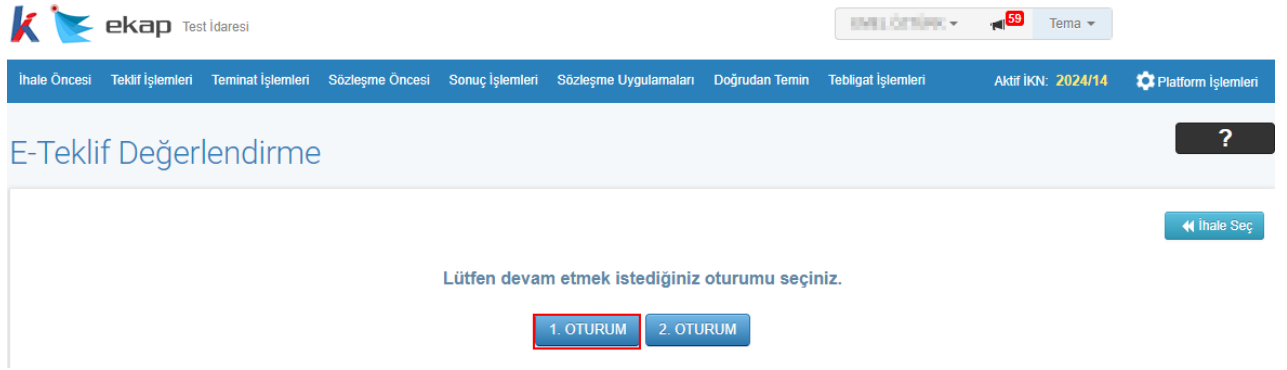 ekap Test İdaresi
59
Tema
İhale Öncesi Teklif İşlemleri Teminat İşlemleri Sözleşme Öncesi Sonuç İşlemleri Sözleşme Uygulamaları Doğrudan Temin Tebligat İşlemleri Aktif İKN: 2024/14 Platform İşlemleri
E-Teklif Değerlendirme
?
İhale Seç
Lütfen devam etmek istediğiniz oturumu seçiniz.
1. OTURUM 2. OTURUM